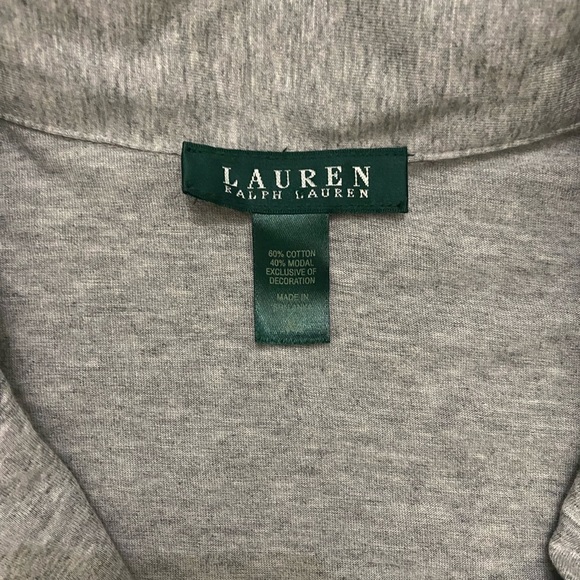 LAUREN
RALPH LAUREN
60% COTTON
40% MODAL
EXCLUSIVE OF
DECORATION
MADE IN